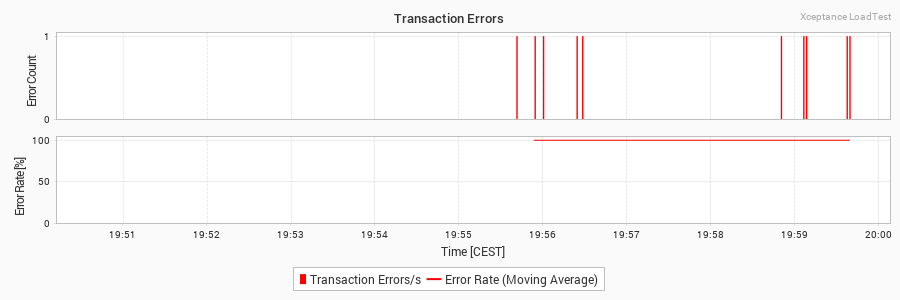 Transaction Errors
Xceptance LoadTest
Error Count
1
0
Error Rate [%]
100
50
0
19:51 19:52 19:53 19:54 19:55 19:56 19:57 19:58 19:59 20:00
Time [CEST]
Transaction Errors/s Error Rate (Moving Average)